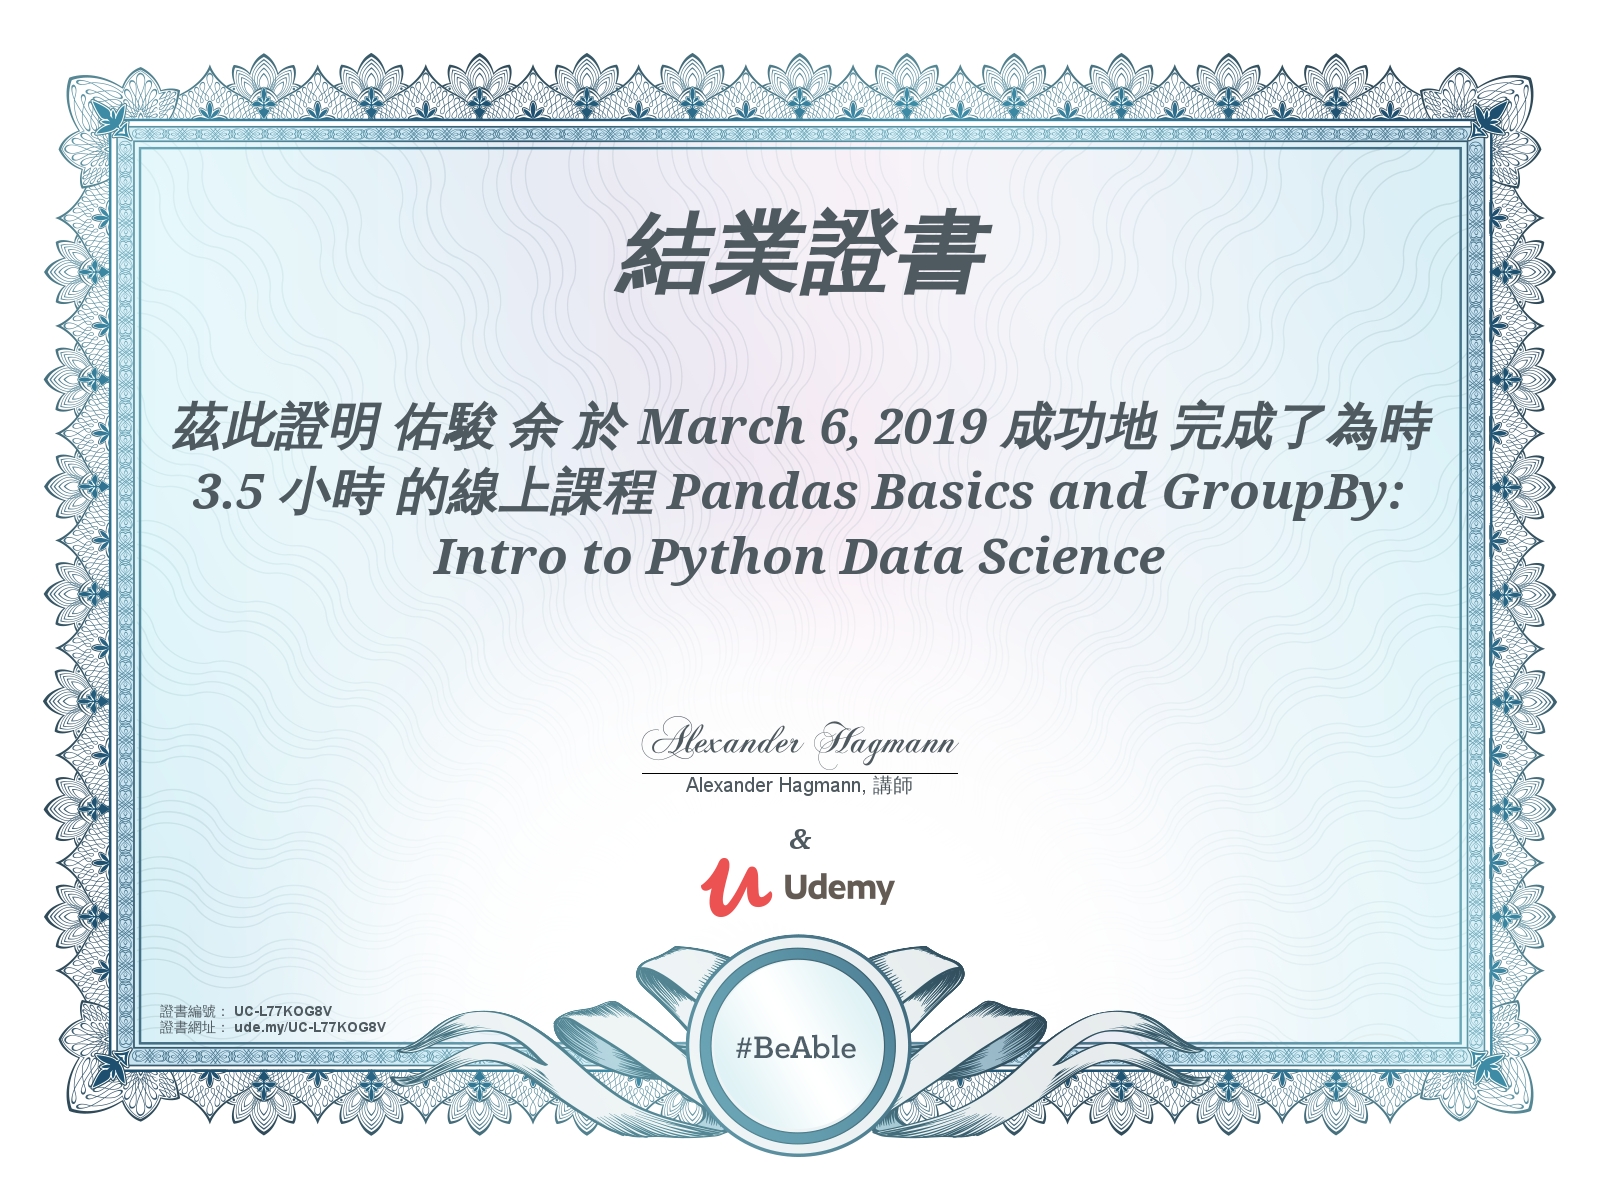 結業證書
茲此證明 佑駿 余 於 March 6, 2019 成功地 完成了為時
3.5 小時 的線上課程 Pandas Basics and GroupBy:
Intro to Python Data Science
Alexander Hagmann
Alexander Hagmann, 講師
&
Udemy
證書編號： UC-L77KOG8V
證書網址： ude.my/UC-L77KOG8V
#BeAble